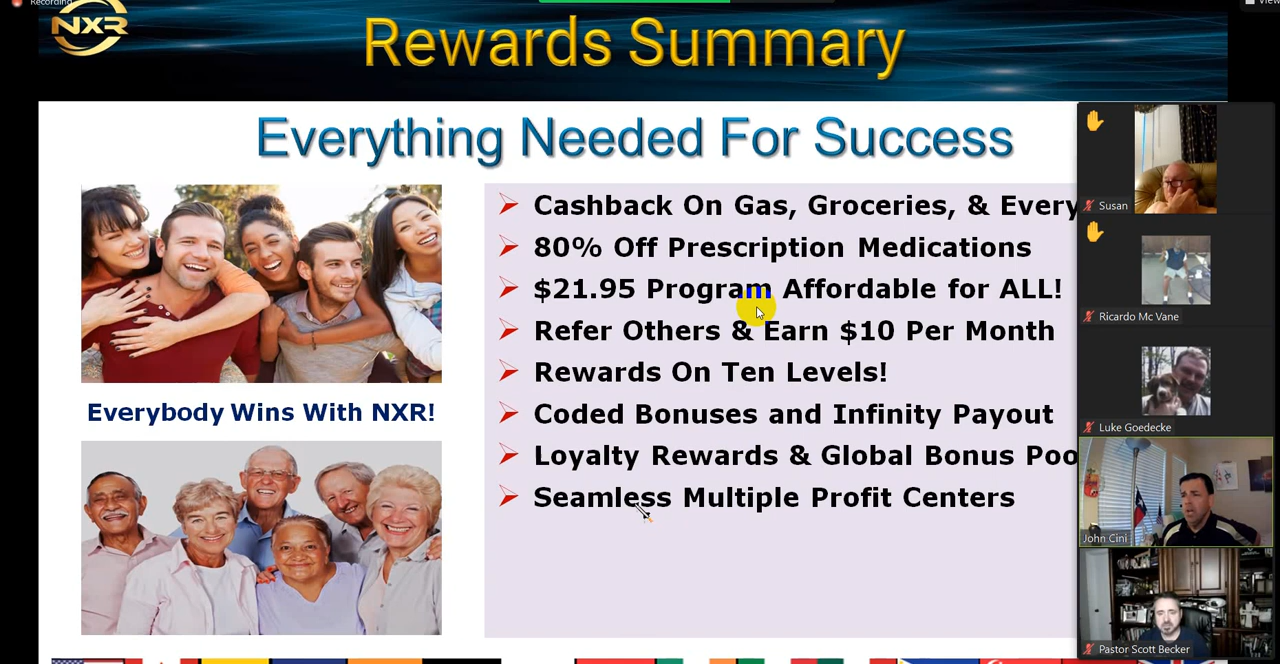 Recording
View
NXR
Rewards Summary
Everything Needed For Success
Cashback On Gas, Groceries, & Every
80% Off Prescription Medications
$21.95 Program Affordable for ALL!
Refer Others & Earn $10 Per Month
Rewards On Ten Levels!
Coded Bonuses and Infinity Payout
Loyalty Rewards & Global Bonus Poo
Seamless Multiple Profit Centers
Everybody Wins With NXR!
Susan
Ricardo Mc Vane
Luke Goedecke
John Cini
Pastor Scott Becker